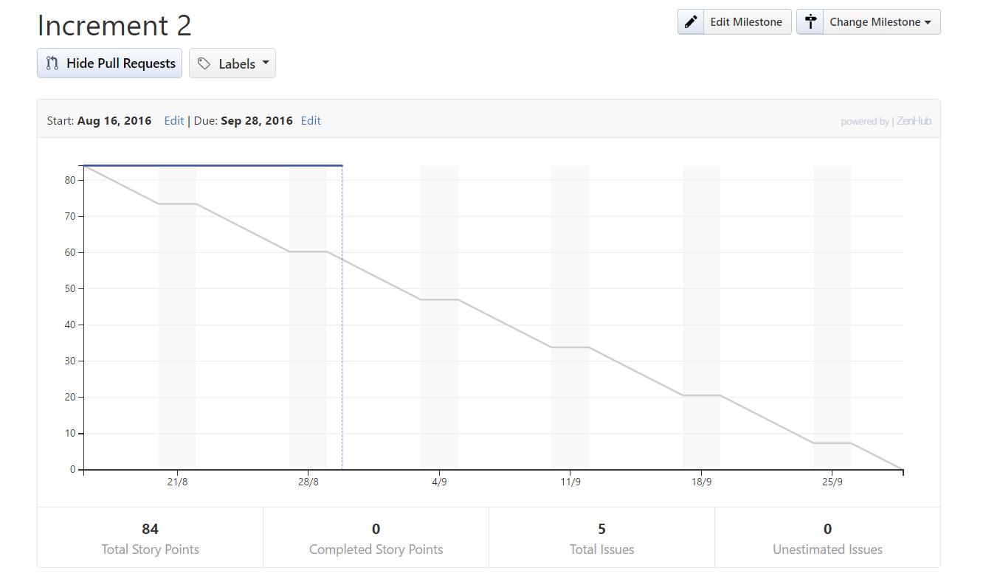 Increment 2
Edit Milestone
Change Milestone
Hide Pull Requests
Labels
Start: Aug 16, 2016 Edit | Due: Sep 28, 2016 Edit
powered by | ZenHub
80
70
60
50
40
30
20
10
0
21/8 28/8 4/9 11/9 18/9 25/9
84 0 5 0
Total Story Points Completed Story Points Total Issues Unestimated Issues